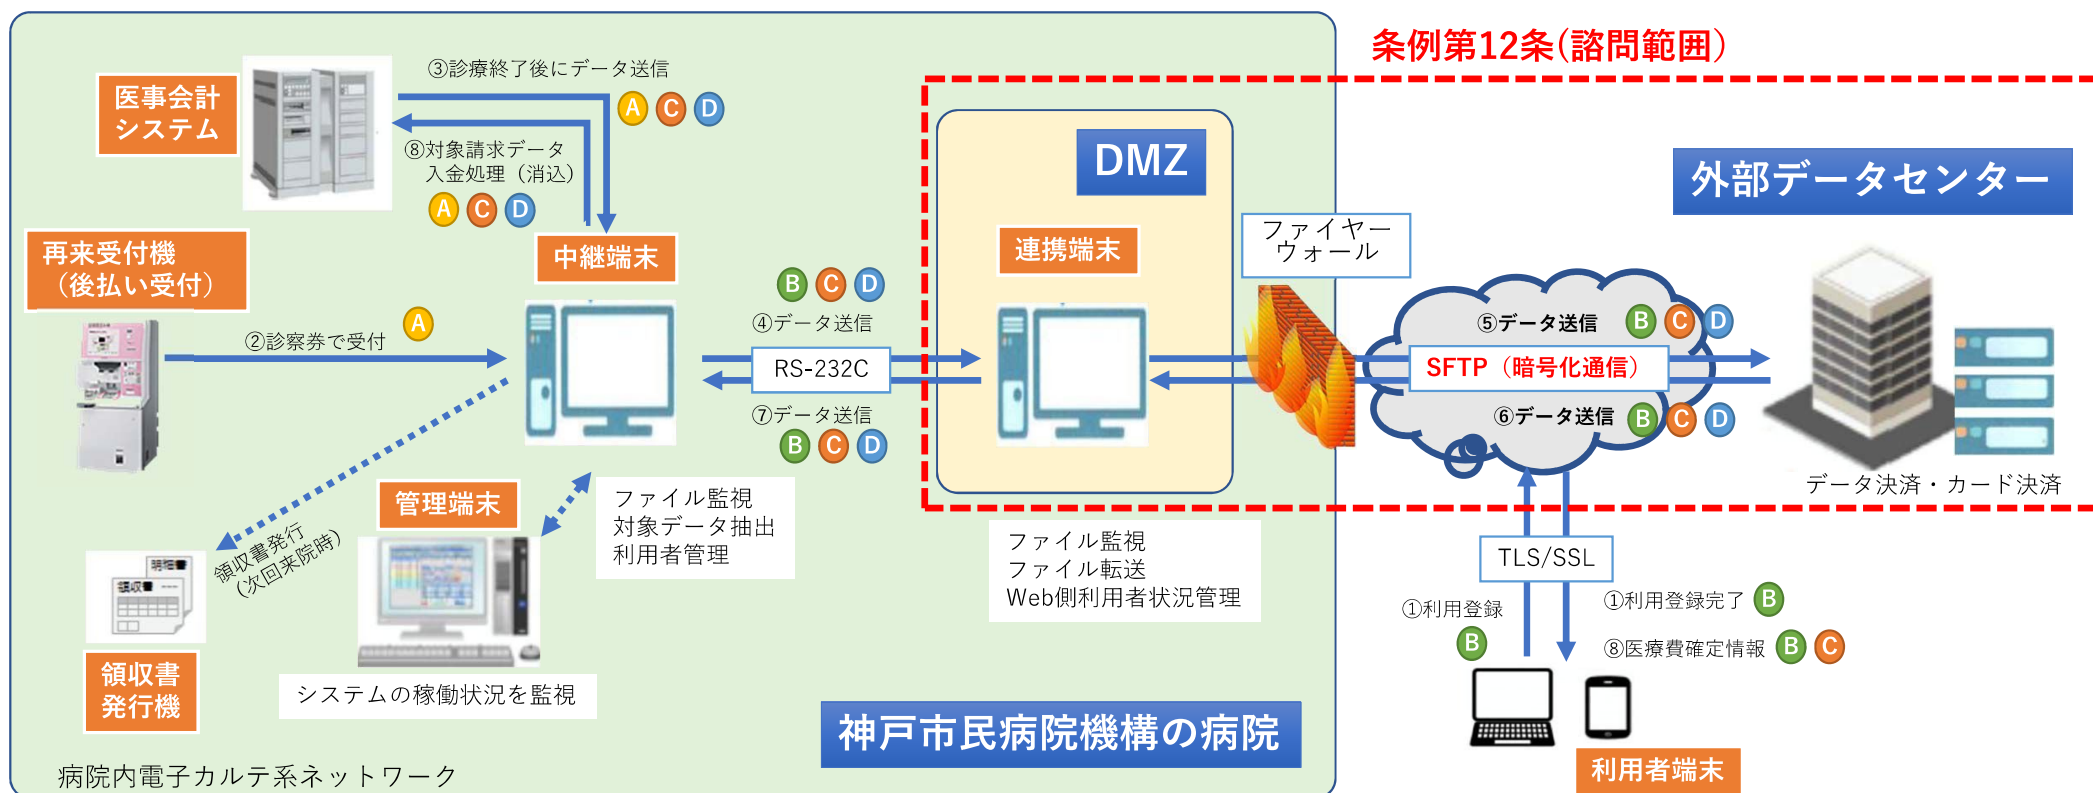 条例第12条(諮問範囲)
医事会計
システム
③診療終了後にデータ送信
A C D
⑧対象請求データ
入金処理（消込）
A C D
DMZ
外部データセンター
再来受付機
（後払い受付）
中継端末
連携端末
ファイヤー
ウォール
②診察券で受付
A
B C D
④データ送信
RS-232C
⑦データ送信
B C D
⑤データ送信
B C D
SFTP（暗号化通信）
⑥データ送信
B C D
データ決済・カード決済
管理端末
ファイル監視
対象データ抽出
利用者管理
ファイル監視
ファイル転送
Web側利用者状況管理
領収書発行
(次回来院時)
明細書
領収書
領収書
発行機
システムの稼働状況を監視
TLS/SSL
①利用登録
B
①利用登録完了
B
⑧医療費確定情報
B C
利用者端末
神戸市民病院機構の病院
病院内電子カルテ系ネットワーク